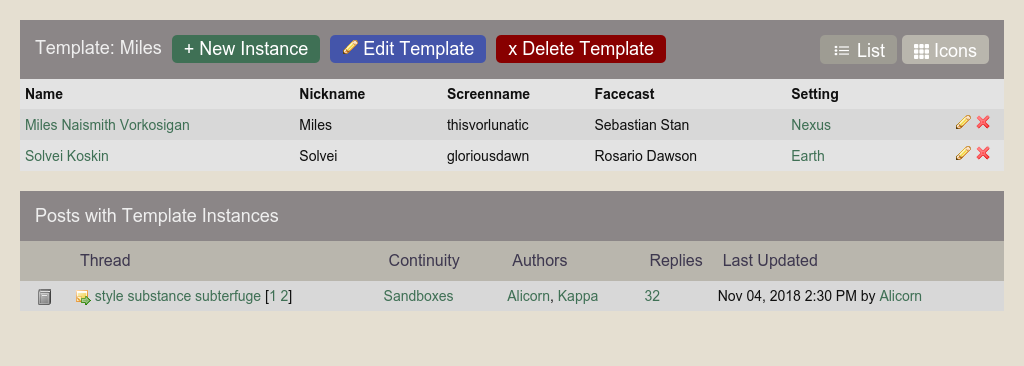 Template: Miles + New Instance Edit Template x Delete Template List Icons
Name Nickname Screenname Facecast Setting
Miles Naismith Vorkosigan Miles thisvorlunatic Sebastian Stan Nexus
Solvei Koskin Solvei gloriousdawn Rosario Dawson Earth
Posts with Template Instances
Thread Continuity Authors Replies Last Updated
style substance subterfuge [1 2] Sandboxes Alicorn, Kappa 32 Nov 04, 2018 2:30 PM by Alicorn